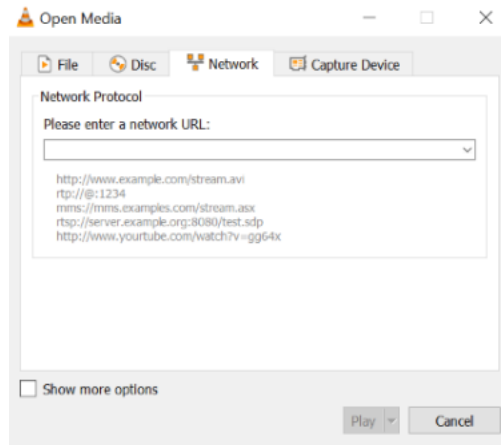 Open Media
File Disc Network Capture Device
Network Protocol
Please enter a network URL:
http://www.example.com/stream.avi
rtp://@:1234
mms://mms.examples.com/stream.asx
rtsp://server.example.org:8080/test.sdp
http://www.yourtube.com/watch?v=gg64x
Show more options
Play Cancel